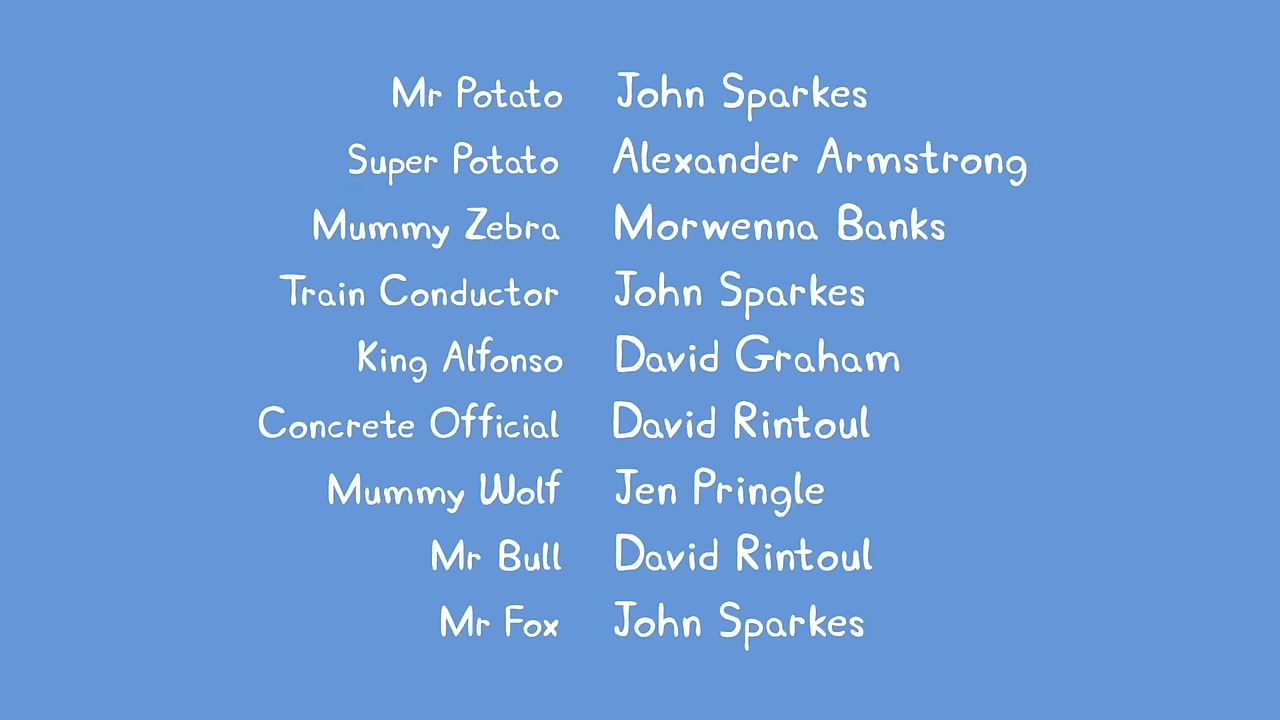 Mr Potato John Sparkes
Super Potato Alexander Armstrong
Mummy Zebra Morwenna Banks
Train Conductor John Sparkes
King Alfonso David Graham
Concrete Official David Rintoul
Mummy Wolf Jen Pringle
Mr Bull David Rintoul
Mr Fox John Sparkes